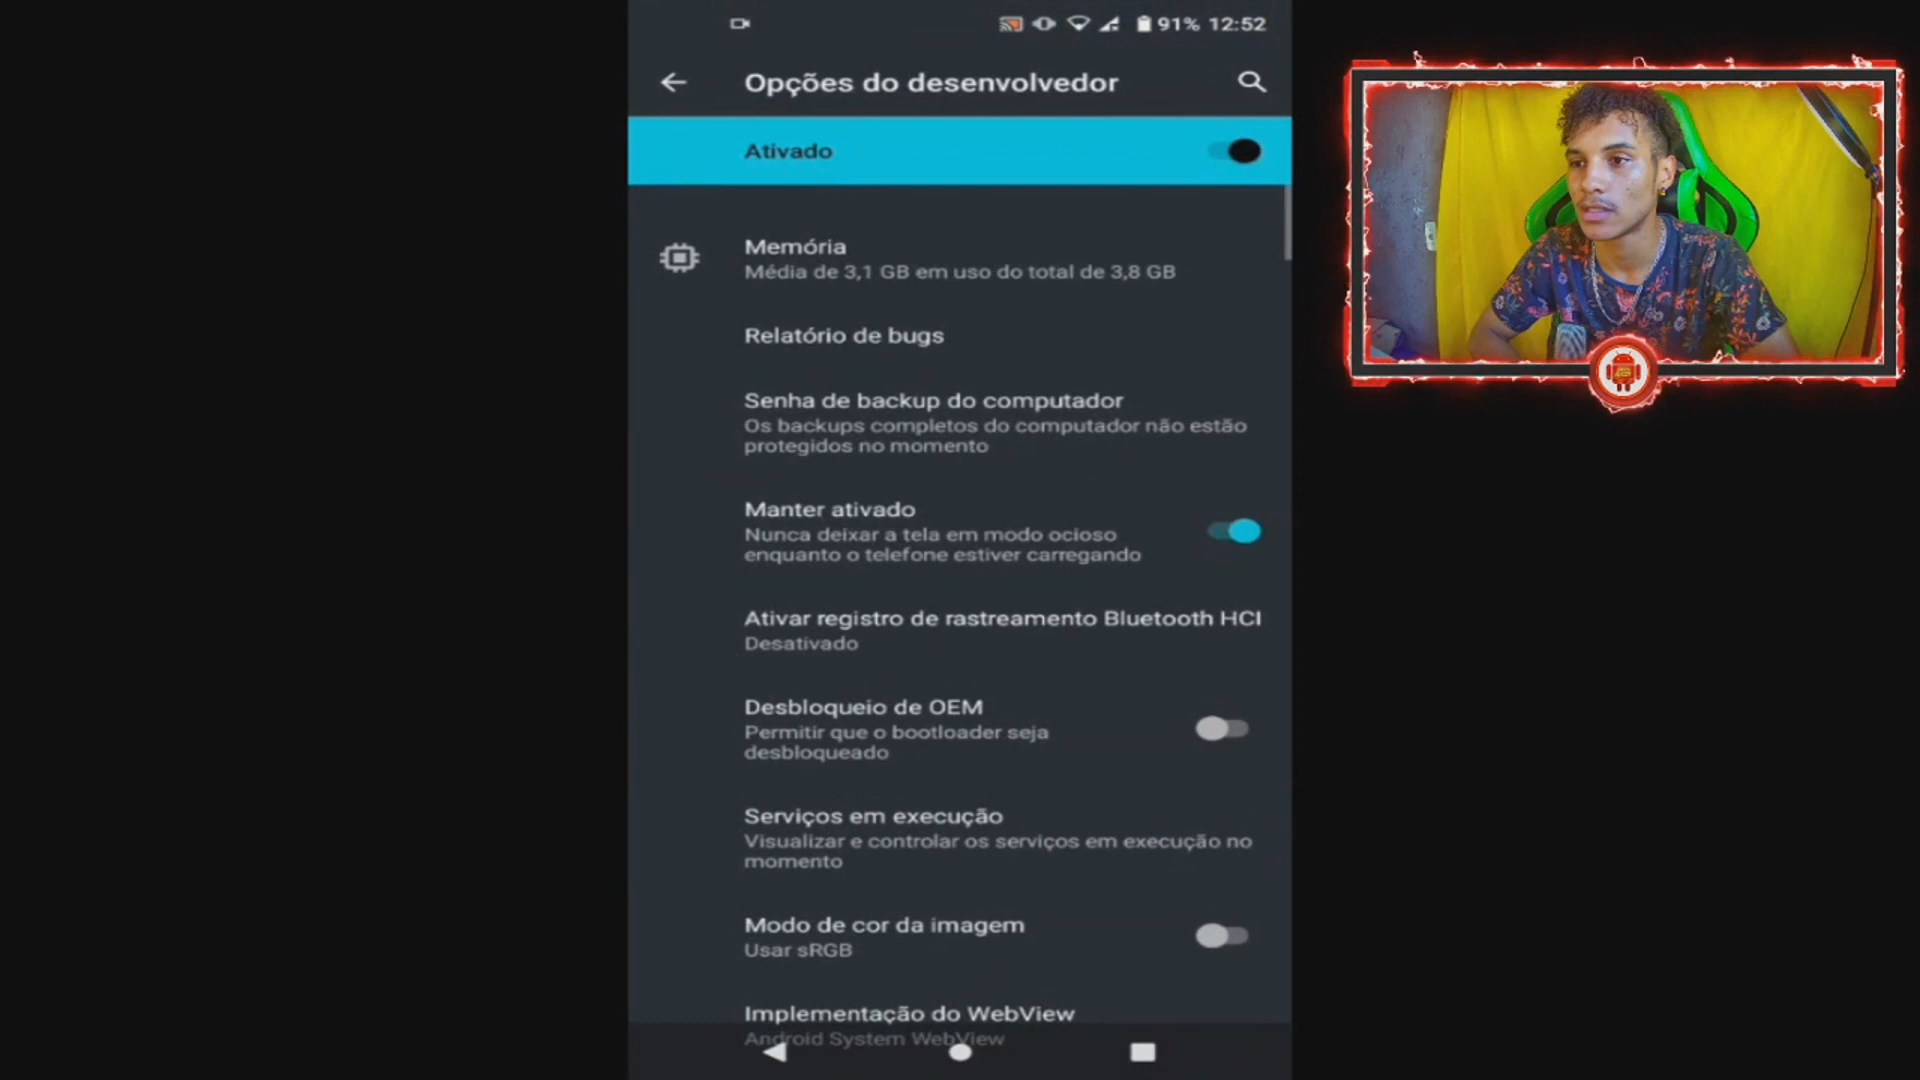 91% 12:52
Opções do desenvolvedor
Ativado
Memória
Média de 3,1 GB em uso do total de 3,8 GB
Relatório de bugs
Senha de backup do computador
Os backups completos do computador não estão
protegidos no momento
Manter ativado
Nunca deixar a tela em modo ocioso
enquanto o telefone estiver carregando
Ativar registro de rastreamento Bluetooth HCI
Desativado
Desbloqueio de OEM
Permitir que o bootloader seja
desbloqueado
Serviços em execução
Visualizar e controlar os serviços em execução no
momento
Modo de cor da imagem
Usar sRGB
Implementação do WebView
Android System WebView